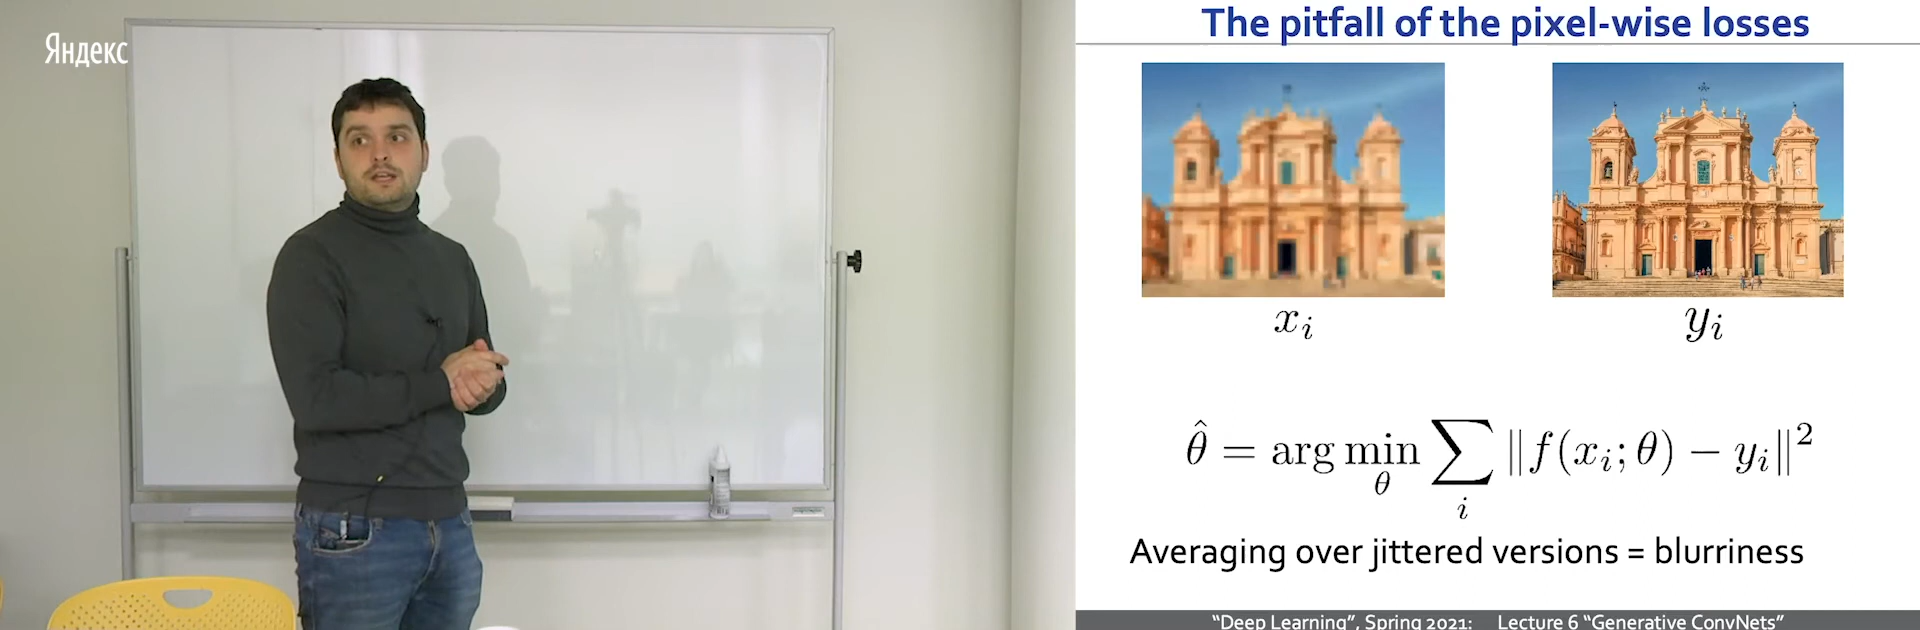 Яндекс
The pitfall of the pixel-wise losses
x_i
y_i
θ̂ = arg min_θ ∑_i ‖f(x_i; θ) − y_i‖²
Averaging over jittered versions = blurriness
"Deep Learning", Spring 2021: Lecture 6 "Generative ConvNets"